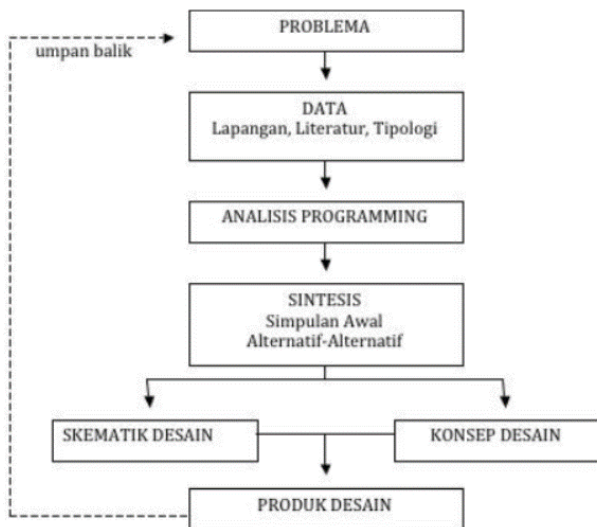 PROBLEMA
umpan balik
DATA
Lapangan, Literatur, Tipologi
ANALISIS PROGRAMMING
SINTESIS
Simpulan Awal
Alternatif-Alternatif
SKEMATIK DESAIN
KONSEP DESAIN
PRODUK DESAIN